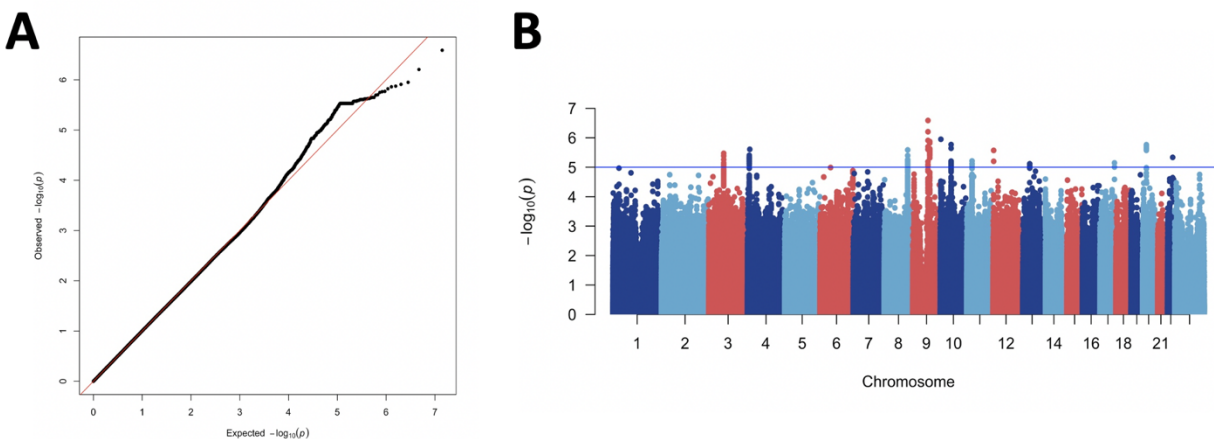 A
Observed −log10(p)
6
5
4
3
2
1
0
0 1 2 3 4 5 6 7
Expected −log10(p)
B
−log10(p)
7
6
5
4
3
2
1
0
1 2 3 4 5 6 7 8 9 10 12 14 16 18 21
Chromosome